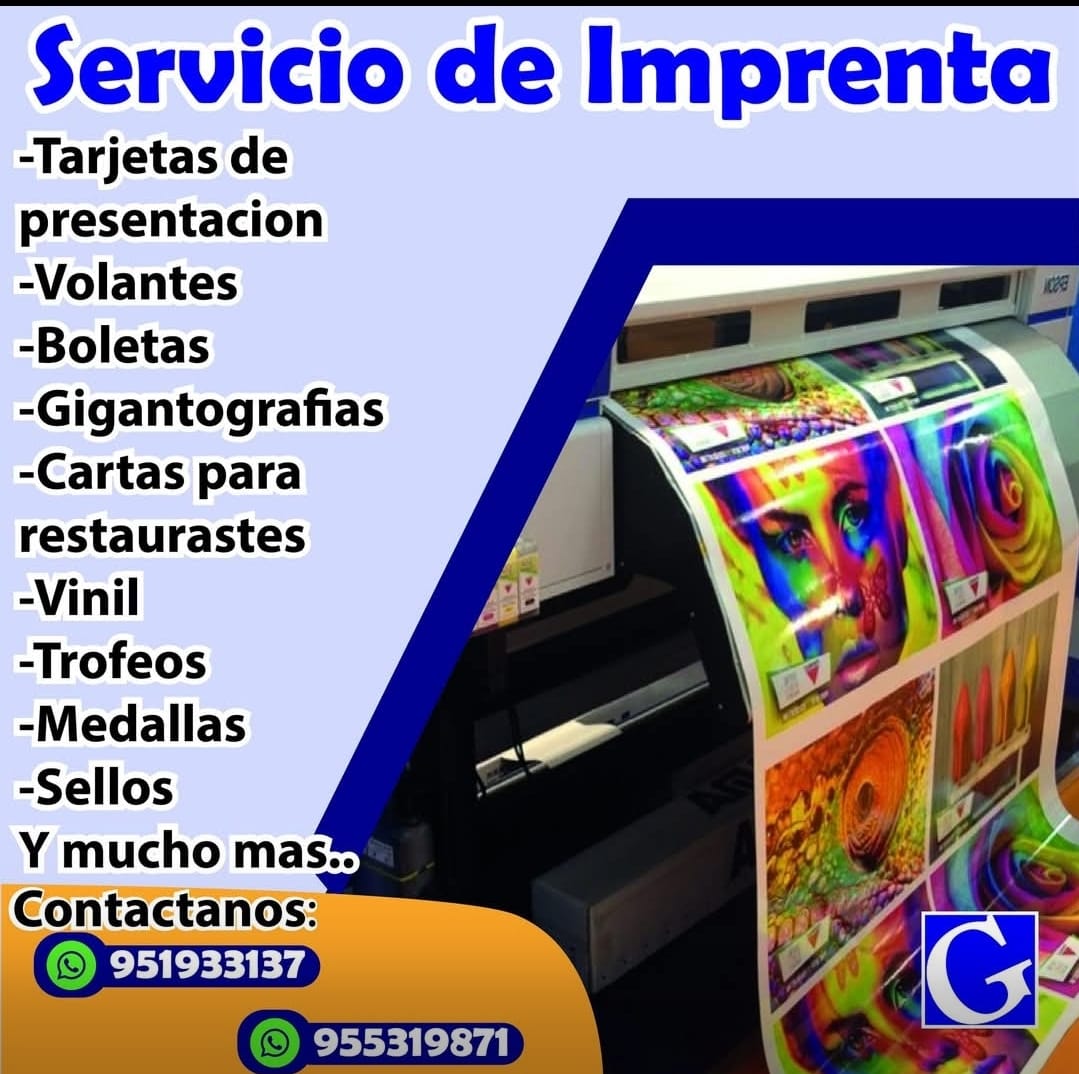 Servicio de Imprenta
-Tarjetas de
presentacion
-Volantes
-Boletas
-Gigantografias
-Cartas para
restaurastes
-Vinil
-Trofeos
-Medallas
-Sellos
Y mucho mas..
Contactanos:
951933137
955319871
EPSON
G